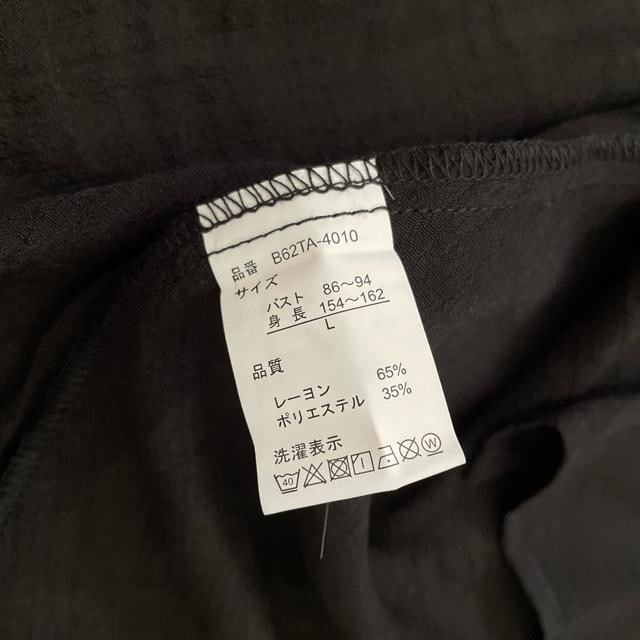 品番 B62TA-4010
サイズ
バスト 86～94
身長 154～162
L
品質
レーヨン 65%
ポリエステル 35%
洗濯表示
40 W